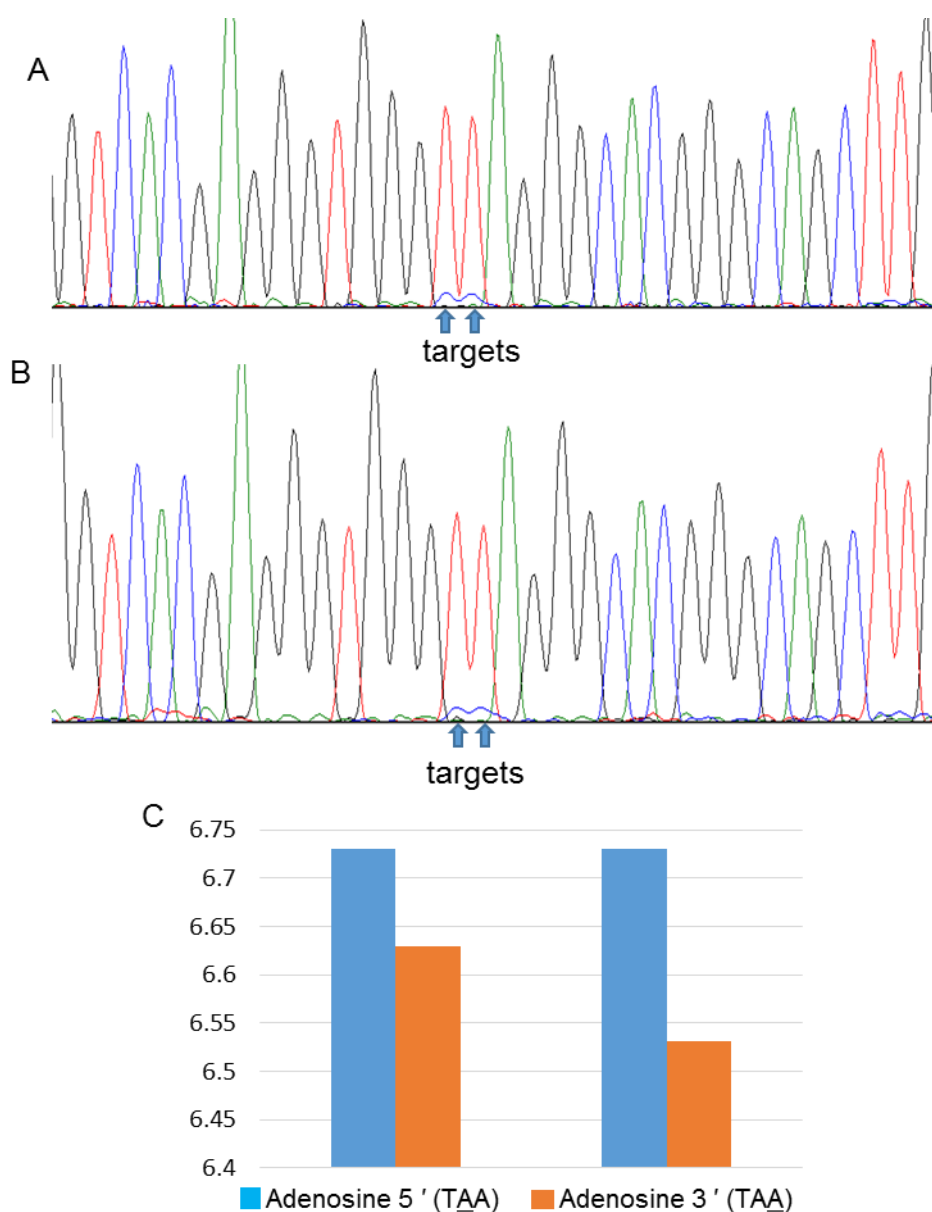 A
targets
B
targets
C
6.75
6.7
6.65
6.6
6.55
6.5
6.45
6.4
Adenosine 5 ′ (TAA) Adenosine 3 ′ (TAA)